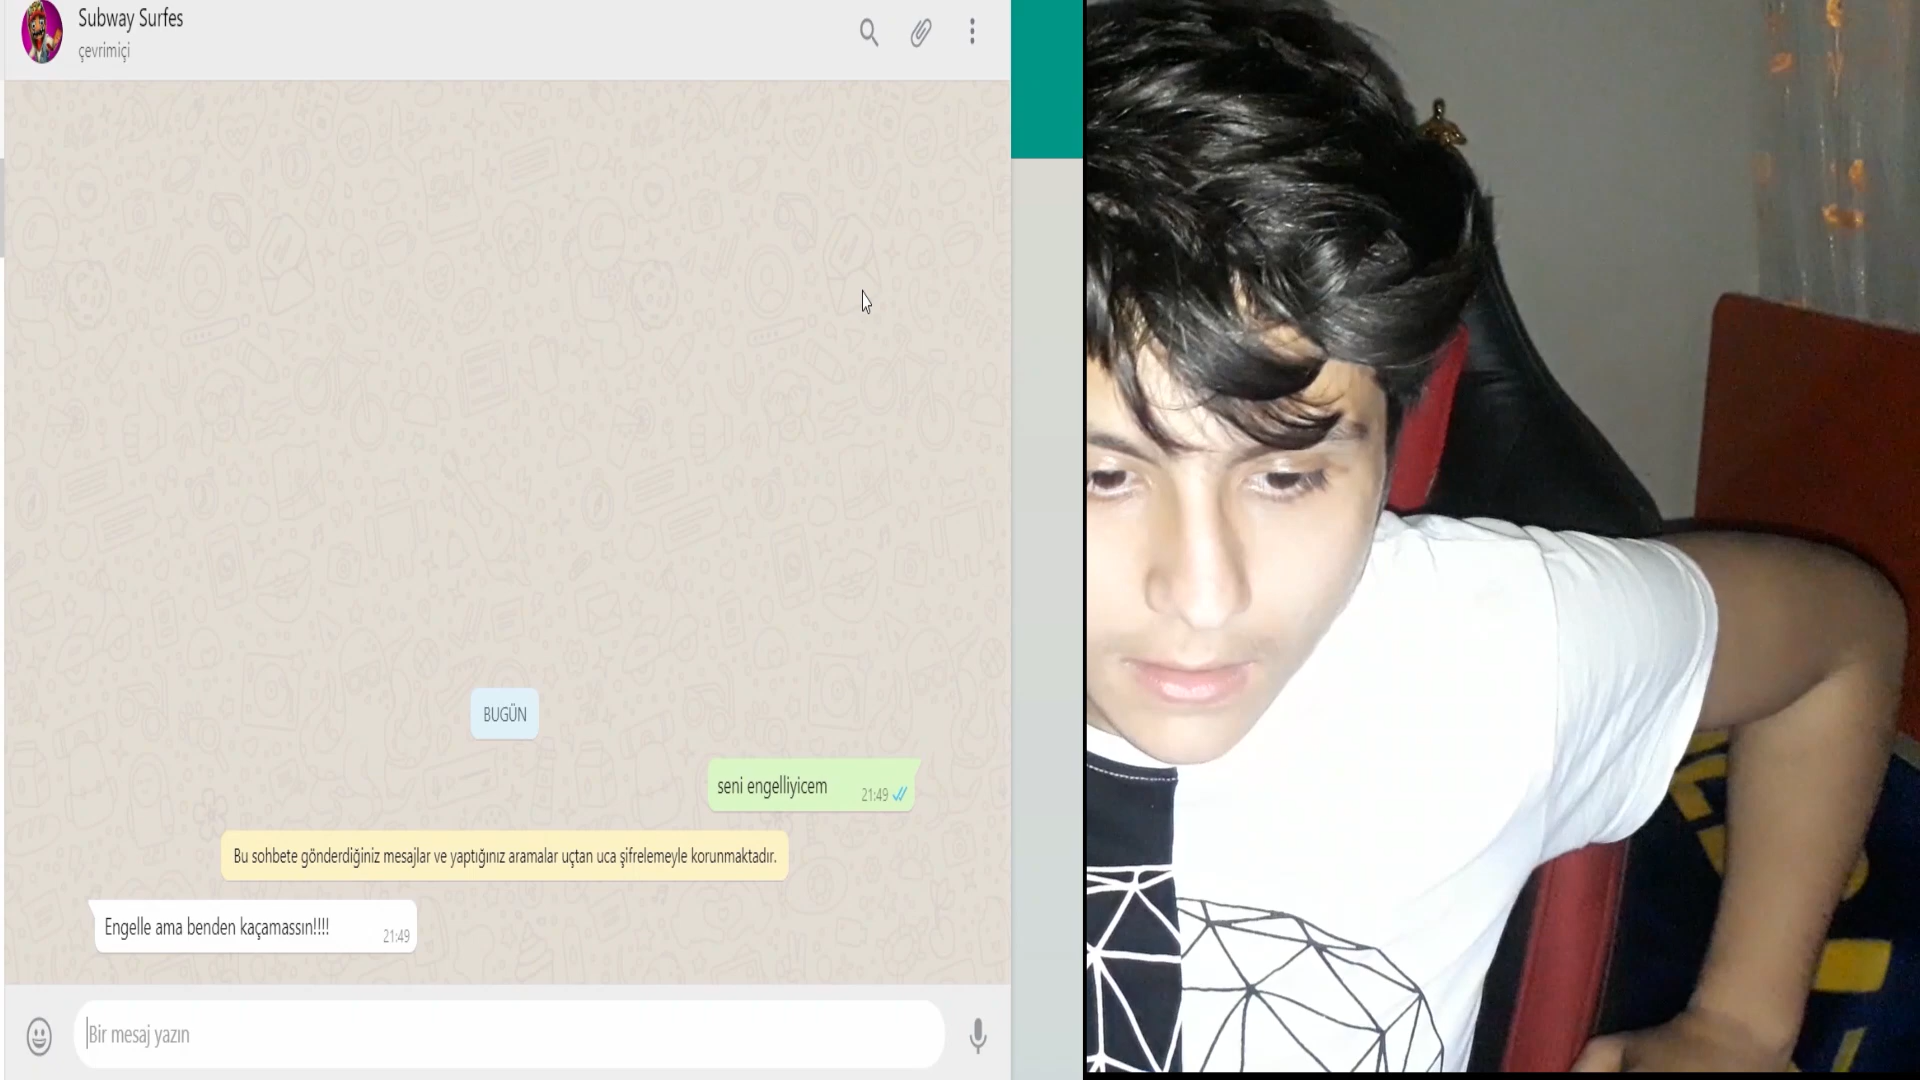 Subway Surfes
çevrimiçi
BUGÜN
seni engelliyicem
21:49
Bu sohbete gönderdiğiniz mesajlar ve yaptığınız aramalar uçtan uca şifrelemeyle korunmaktadır.
Engelle ama benden kaçamassın!!!!
21:49
Bir mesaj yazın